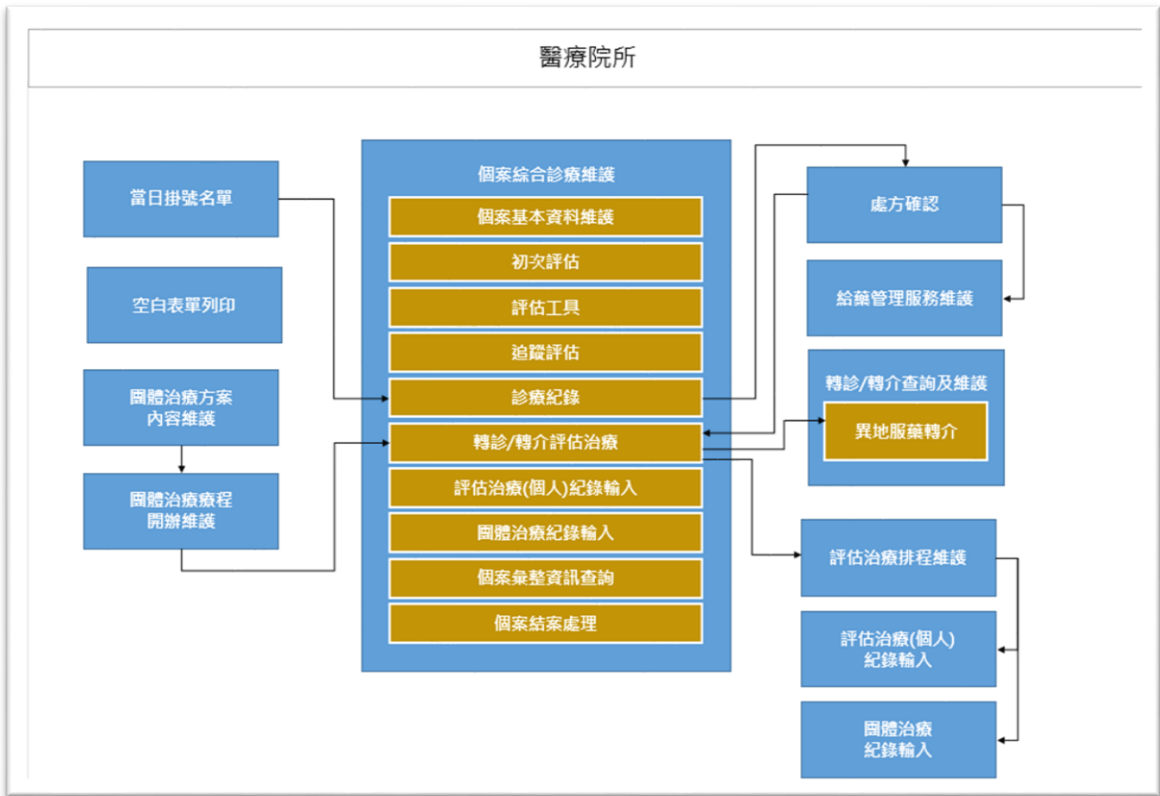 醫療院所
當日掛號名單
空白表單列印
團體治療方案
內容維護
團體治療療程
開辦維護
個案綜合診療維護
個案基本資料維護
初次評估
評估工具
追蹤評估
診療紀錄
轉診/轉介評估治療
評估治療(個人)紀錄輸入
團體治療紀錄輸入
個案彙整資訊查詢
個案結案處理
處方確認
給藥管理服務維護
轉診/轉介查詢及維護
異地服藥轉介
評估治療排程維護
評估治療(個人)
紀錄輸入
團體治療
紀錄輸入